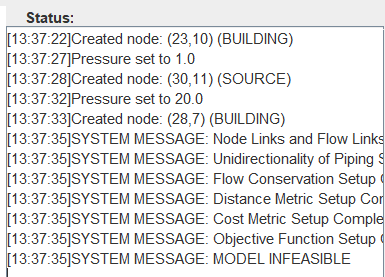 Status:
[13:37:22]Created node: (23,10) (BUILDING)
[13:37:27]Pressure set to 1.0
[13:37:28]Created node: (30,11) (SOURCE)
[13:37:32]Pressure set to 20.0
[13:37:33]Created node: (28,7) (BUILDING)
[13:37:35]SYSTEM MESSAGE: Node Links and Flow Links
[13:37:35]SYSTEM MESSAGE: Unidirectionality of Piping S
[13:37:35]SYSTEM MESSAGE: Flow Conservation Setup
[13:37:35]SYSTEM MESSAGE: Distance Metric Setup Con
[13:37:35]SYSTEM MESSAGE: Cost Metric Setup Comple
[13:37:35]SYSTEM MESSAGE: Objective Function Setup
[13:37:35]SYSTEM MESSAGE: MODEL INFEASIBLE